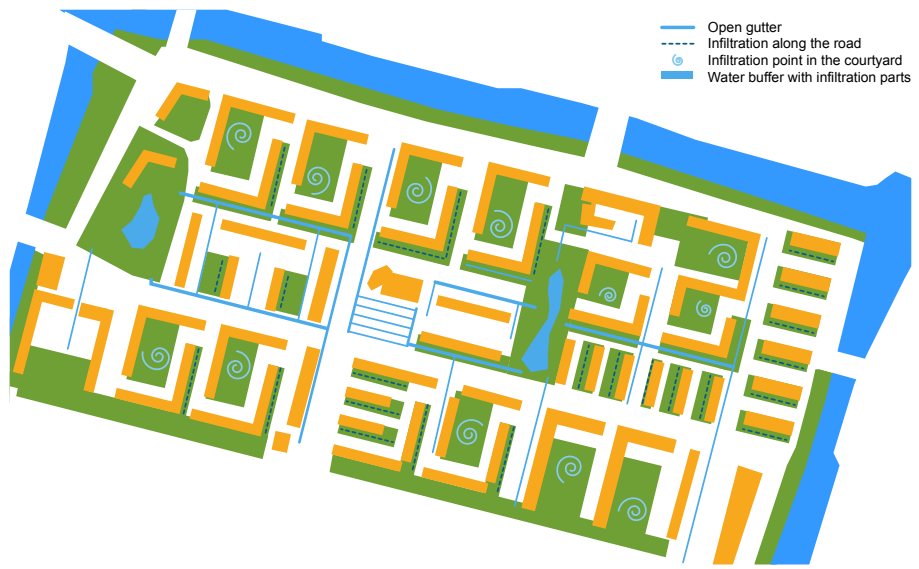 Open gutter
Infiltration along the road
Infiltration point in the courtyard
Water buffer with infiltration parts